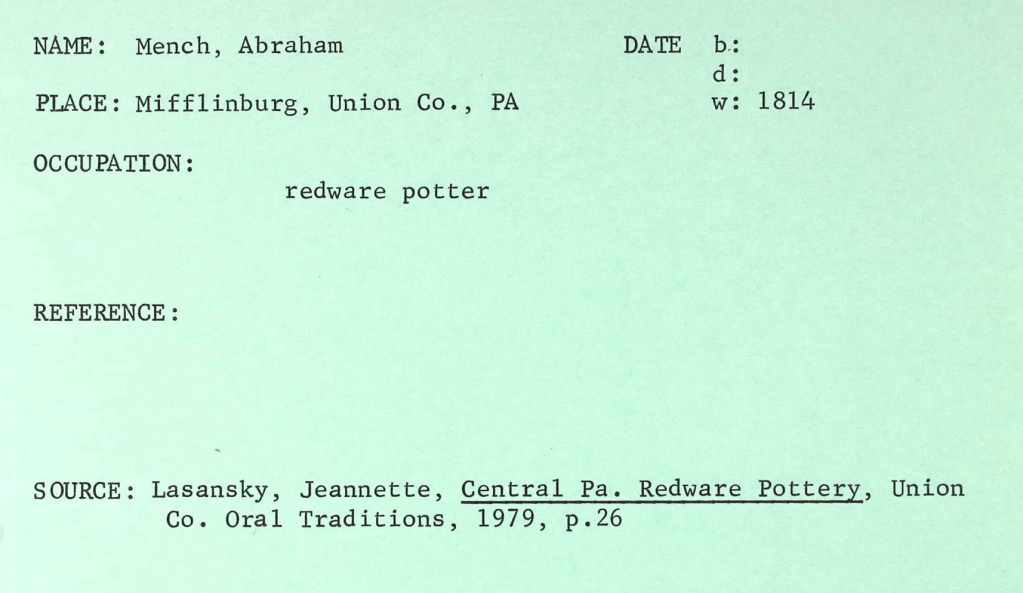 NAME: Mench, Abraham DATE b:
d:
PLACE: Mifflinburg, Union Co., PA w: 1814
OCCUPATION:
redware potter
REFERENCE:
SOURCE: Lasansky, Jeannette, Central Pa. Redware Pottery, Union
Co. Oral Traditions, 1979, p.26